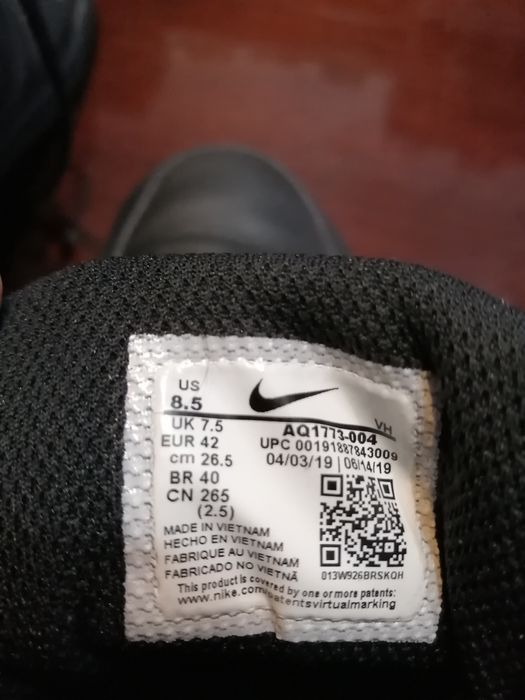 US
8.5
UK 7.5
EUR 42
cm 26.5
BR 40
CN 265
(2.5)
VH
AQ1773-004
UPC 00191887843009
04/03/19 | 06/14/19
013W926BRSKQH
MADE IN VIETNAM
HECHO EN VIETNAM
FABRIQUE AU VIETNAM
FABRICADO NO VIETNÃ
This product is covered by one or more patents:
www.nike.com/patentsvirtualmarking